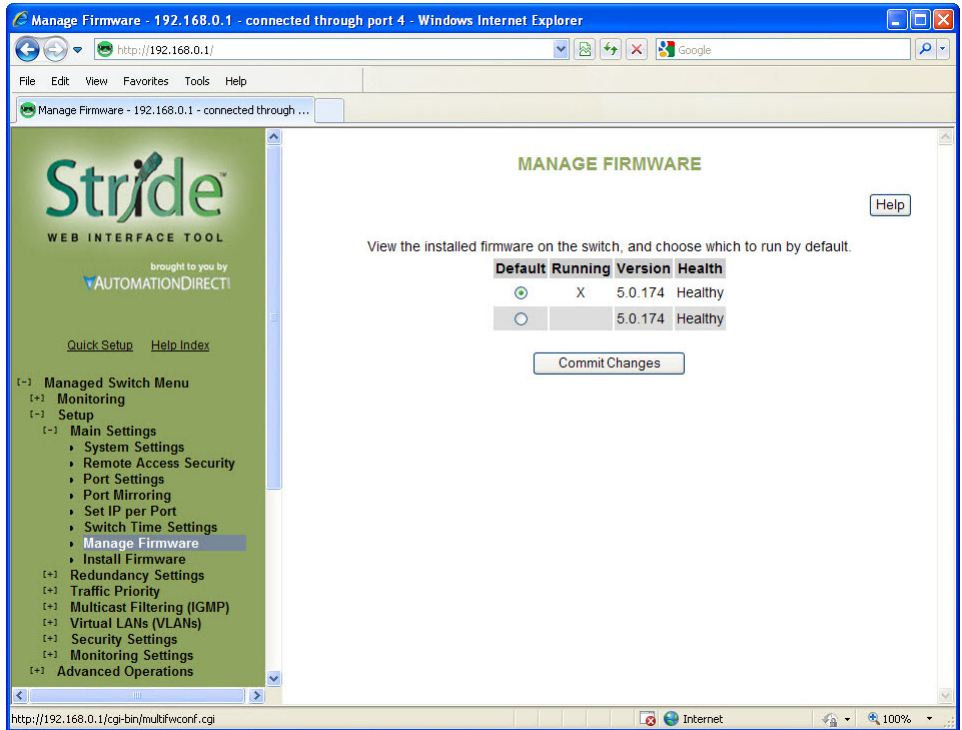 Manage Firmware - 192.168.0.1 - connected through port 4 - Windows Internet Explorer
http://192.168.0.1/
Google
File Edit View Favorites Tools Help
Manage Firmware - 192.168.0.1 - connected through ...
Stride™
WEB INTERFACE TOOL
brought to you by
AUTOMATIONDIRECT
Quick Setup Help Index
[-] Managed Switch Menu
[+] Monitoring
[-] Setup
[-] Main Settings
System Settings
Remote Access Security
Port Settings
Port Mirroring
Set IP per Port
Switch Time Settings
Manage Firmware
Install Firmware
[+] Redundancy Settings
[+] Traffic Priority
[+] Multicast Filtering (IGMP)
[+] Virtual LANs (VLANs)
[+] Security Settings
[+] Monitoring Settings
[+] Advanced Operations
MANAGE FIRMWARE
Help
View the installed firmware on the switch, and choose which to run by default.
Default Running Version Health
X 5.0.174 Healthy
5.0.174 Healthy
Commit Changes
http://192.168.0.1/cgi-bin/multifwconf.cgi
Internet
100%